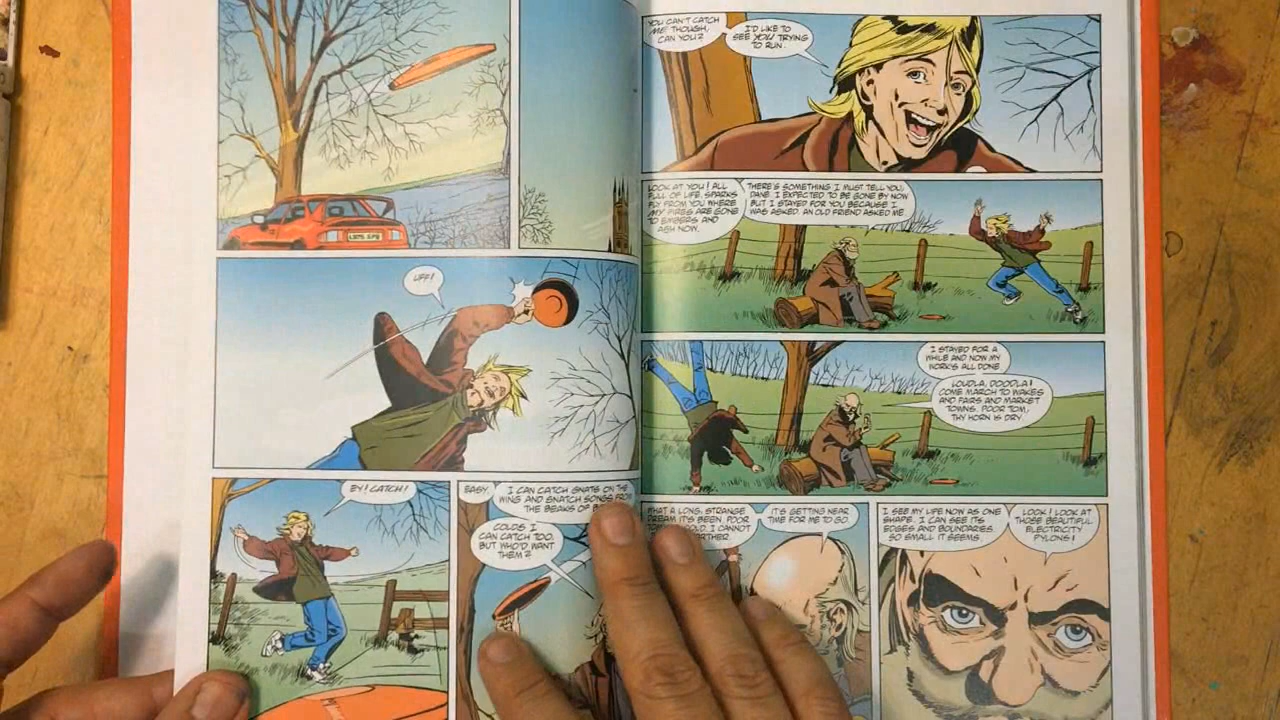 UFF!
EY! CATCH!
EASY.
I CAN CATCH GNATS ON THE
WING AND SNATCH SONGS FROM
THE BEAKS OF
COLDS I
CAN CATCH TOO.
BUT WHO'D WANT
THEM?
YOU CAN'T CATCH
ME THOUGH,
CAN YOU?
I'D LIKE TO
SEE YOU TRYING
TO RUN.
LOOK AT YOU! ALL
FULL OF LIFE. SPARKS
FLY FROM YOU WHERE
MY FIRES ARE GONE
TO EMBERS AND
ASH NOW.
THERE'S SOMETHING I MUST TELL YOU,
DANE. I EXPECTED TO BE GONE BY NOW
BUT I STAYED FOR YOU BECAUSE I
WAS ASKED. AN OLD FRIEND ASKED ME.
I STAYED FOR A
WHILE AND NOW MY
WORK'S ALL DONE.
LOUDLA, DOODLA!
COME MARCH TO WAKES
AND FAIRS AND MARKET
TOWNS. POOR TOM,
THY HORN IS DRY.
WHAT A LONG, STRANGE
DREAM IT'S BEEN. POOR
COLD. I CANNOT
IT'S GETTING NEAR
TIME FOR ME TO GO.
I SEE MY LIFE NOW AS ONE
SHAPE. I CAN SEE ITS
EDGES AND BOUNDARIES
SO SMALL IT SEEMS.
LOOK! LOOK AT
THOSE BEAUTIFUL
ELECTRICITY
PYLONS!